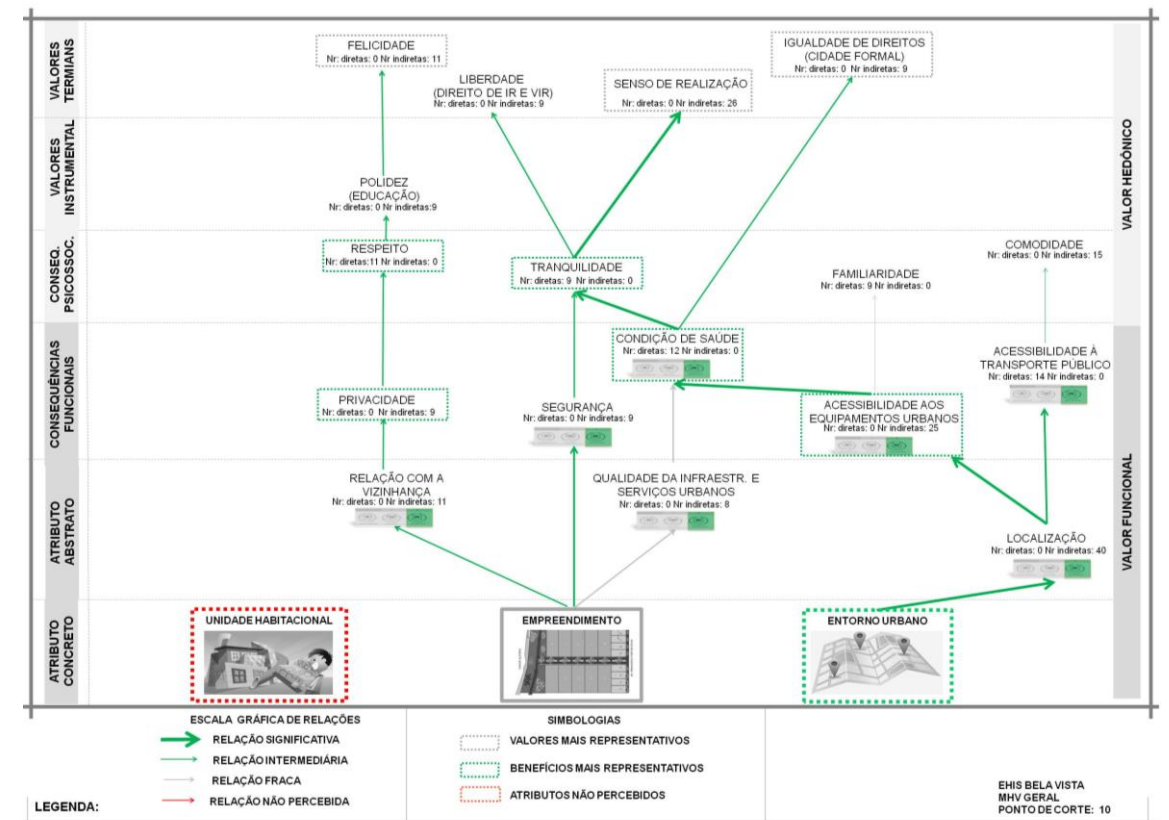 VALORES
TERMIANS
FELICIDADE
Nr: diretas: 0 Nr indiretas: 11
LIBERDADE
(DIREITO DE IR E VIR)
Nr: diretas: 0 Nr indiretas: 9
SENSO DE REALIZAÇÃO
Nr: diretas: 0 Nr indiretas: 26
IGUALDADE DE DIREITOS
(CIDADE FORMAL)
Nr: diretas: 0 Nr indiretas: 9
VALORES
INSTRUMENTAL
POLIDEZ
(EDUCAÇÃO)
Nr: diretas: 0 Nr indiretas:9
VALOR HEDÔNICO
CONSEQ.
PSICOSSOC.
RESPEITO
Nr: diretas:11 Nr indiretas: 0
TRANQUILIDADE
Nr: diretas: 9 Nr indiretas: 0
FAMILIARIDADE
Nr: diretas: 9 Nr indiretas: 0
COMODIDADE
Nr: diretas: 0 Nr indiretas: 15
CONSEQUÊNCIAS
FUNCIONAIS
PRIVACIDADE
Nr: diretas: 0 Nr indiretas: 9
SEGURANÇA
Nr: diretas: 0 Nr indiretas: 9
CONDIÇÃO DE SAÚDE
Nr: diretas: 12 Nr indiretas: 0
ACESSIBILIDADE AOS
EQUIPAMENTOS URBANOS
Nr: diretas: 0 Nr indiretas: 25
ACESSIBILIDADE À
TRANSPORTE PÚBLICO
Nr: diretas: 14 Nr indiretas: 0
VALOR FUNCIONAL
ATRIBUTO
ABSTRATO
RELAÇÃO COM A
VIZINHANÇA
Nr: diretas: 0 Nr indiretas: 11
QUALIDADE DA INFRAESTR. E
SERVIÇOS URBANOS
Nr: diretas: 0 Nr indiretas: 8
LOCALIZAÇÃO
Nr: diretas: 0 Nr indiretas: 40
ATRIBUTO
CONCRETO
UNIDADE HABITACIONAL
EMPREENDIMENTO
ENTORNO URBANO
LEGENDA:
ESCALA GRÁFICA DE RELAÇÕES
RELAÇÃO SIGNIFICATIVA
RELAÇÃO INTERMEDIÁRIA
RELAÇÃO FRACA
RELAÇÃO NÃO PERCEBIDA
SIMBOLOGIAS
VALORES MAIS REPRESENTATIVOS
BENEFÍCIOS MAIS REPRESENTATIVOS
ATRIBUTOS NÃO PERCEBIDOS
EHIS BELA VISTA
MHV GERAL
PONTO DE CORTE: 10